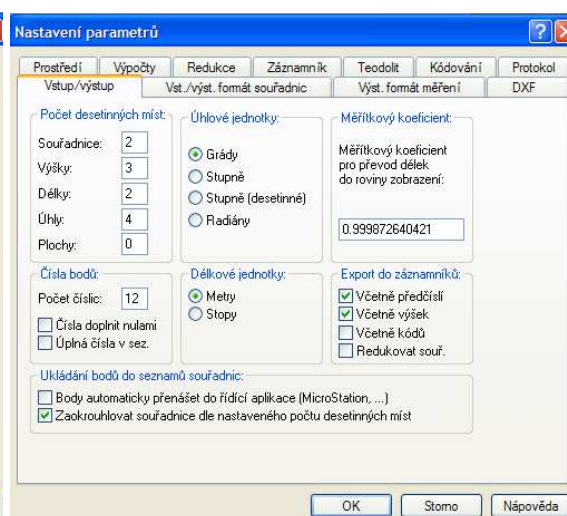 Nastavení parametrů
Prostředí Výpočty Redukce Záznamník Teodolit Kódování Protokol
Vstup/výstup Vst./výst. formát souřadnic Výst. formát měření DXF
Počet desetinných míst:
Souřadnice: 2
Výšky: 3
Délky: 2
Úhly: 4
Plochy: 0
Úhlové jednotky:
Grády
Stupně
Stupně (desetinné)
Radiány
Měřítkový koeficient:
Měřítkový koeficient
pro převod délek
do roviny zobrazení:
0.999872640421
Čísla bodů:
Počet číslic: 12
Čísla doplnit nulami
Úplná čísla v sez.
Délkové jednotky:
Metry
Stopy
Export do záznamníků:
Včetně předčíslí
Včetně výšek
Včetně kódů
Redukovat souř.
Ukládání bodů do seznamů souřadnic:
Body automaticky přenášet do řídící aplikace (MicroStation, ...)
Zaokrouhlovat souřadnice dle nastaveného počtu desetinných míst
OK Storno Nápověda